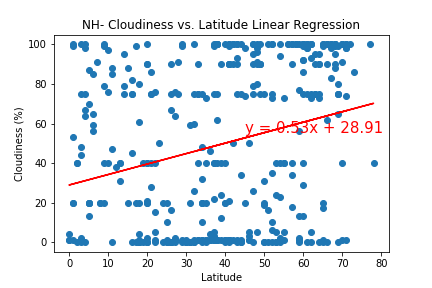 NH- Cloudiness vs. Latitude Linear Regression
100
80
60
40
20
0
Cloudiness (%)
y = 0.53x + 28.91
0 10 20 30 40 50 60 70 80
Latitude